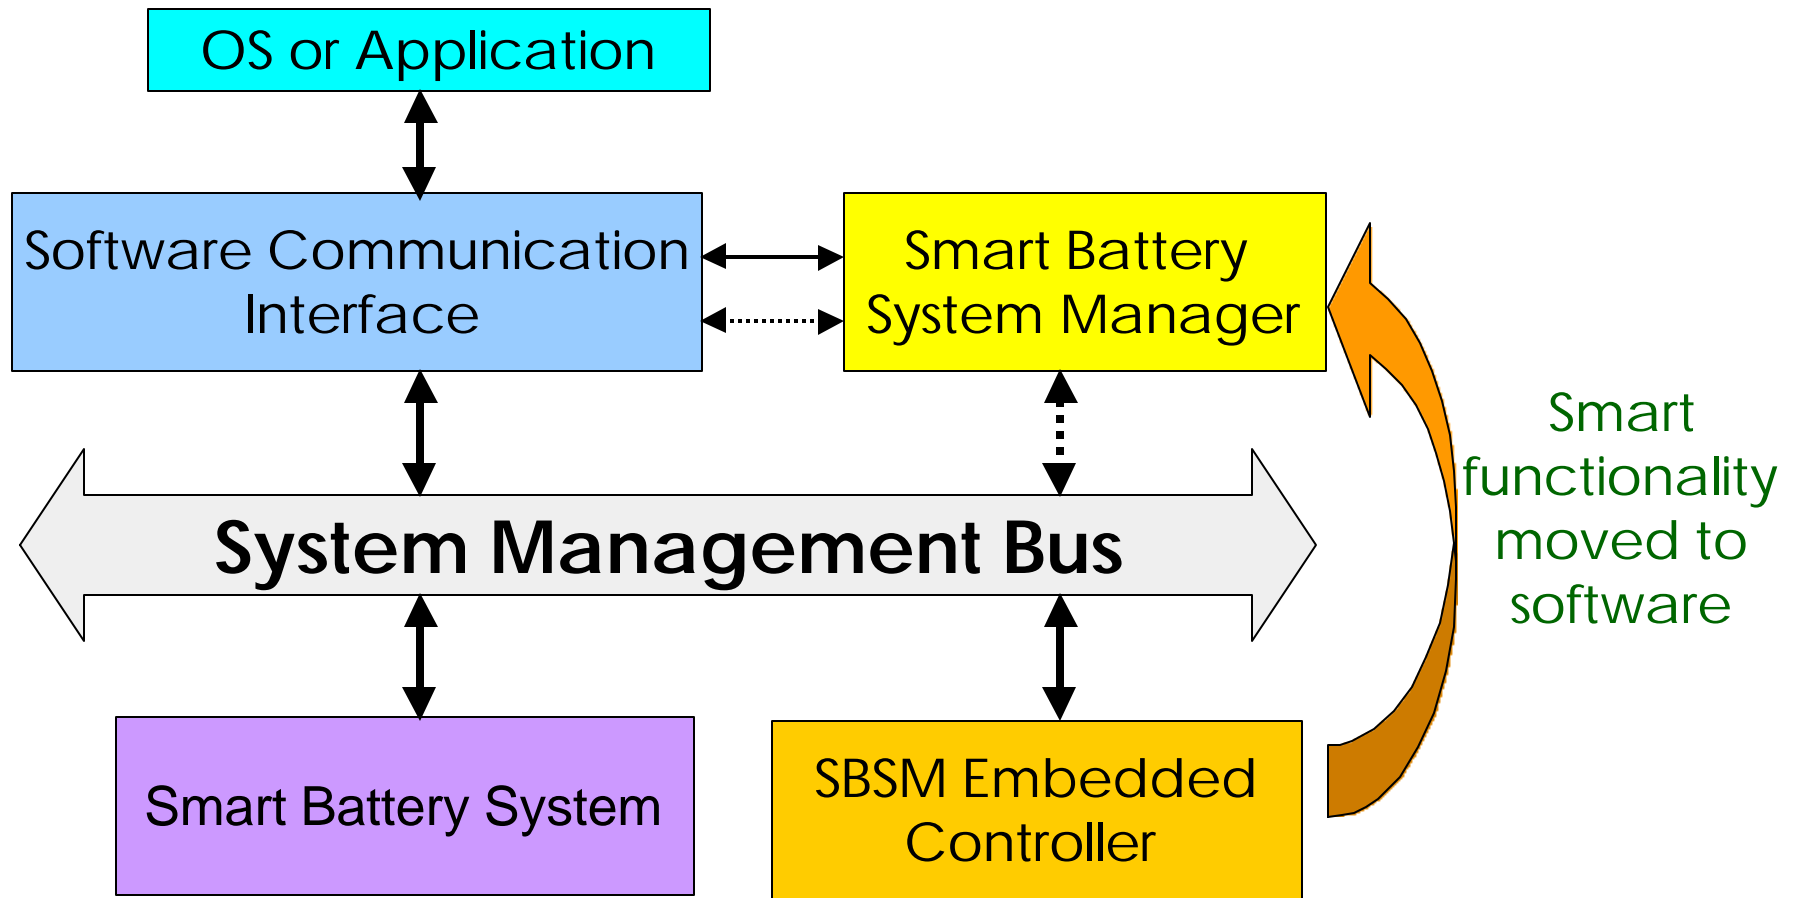 OS or Application
Software Communication
Interface
Smart Battery
System Manager
Smart
functionality
moved to
software
System Management Bus
Smart Battery System
SBSM Embedded
Controller